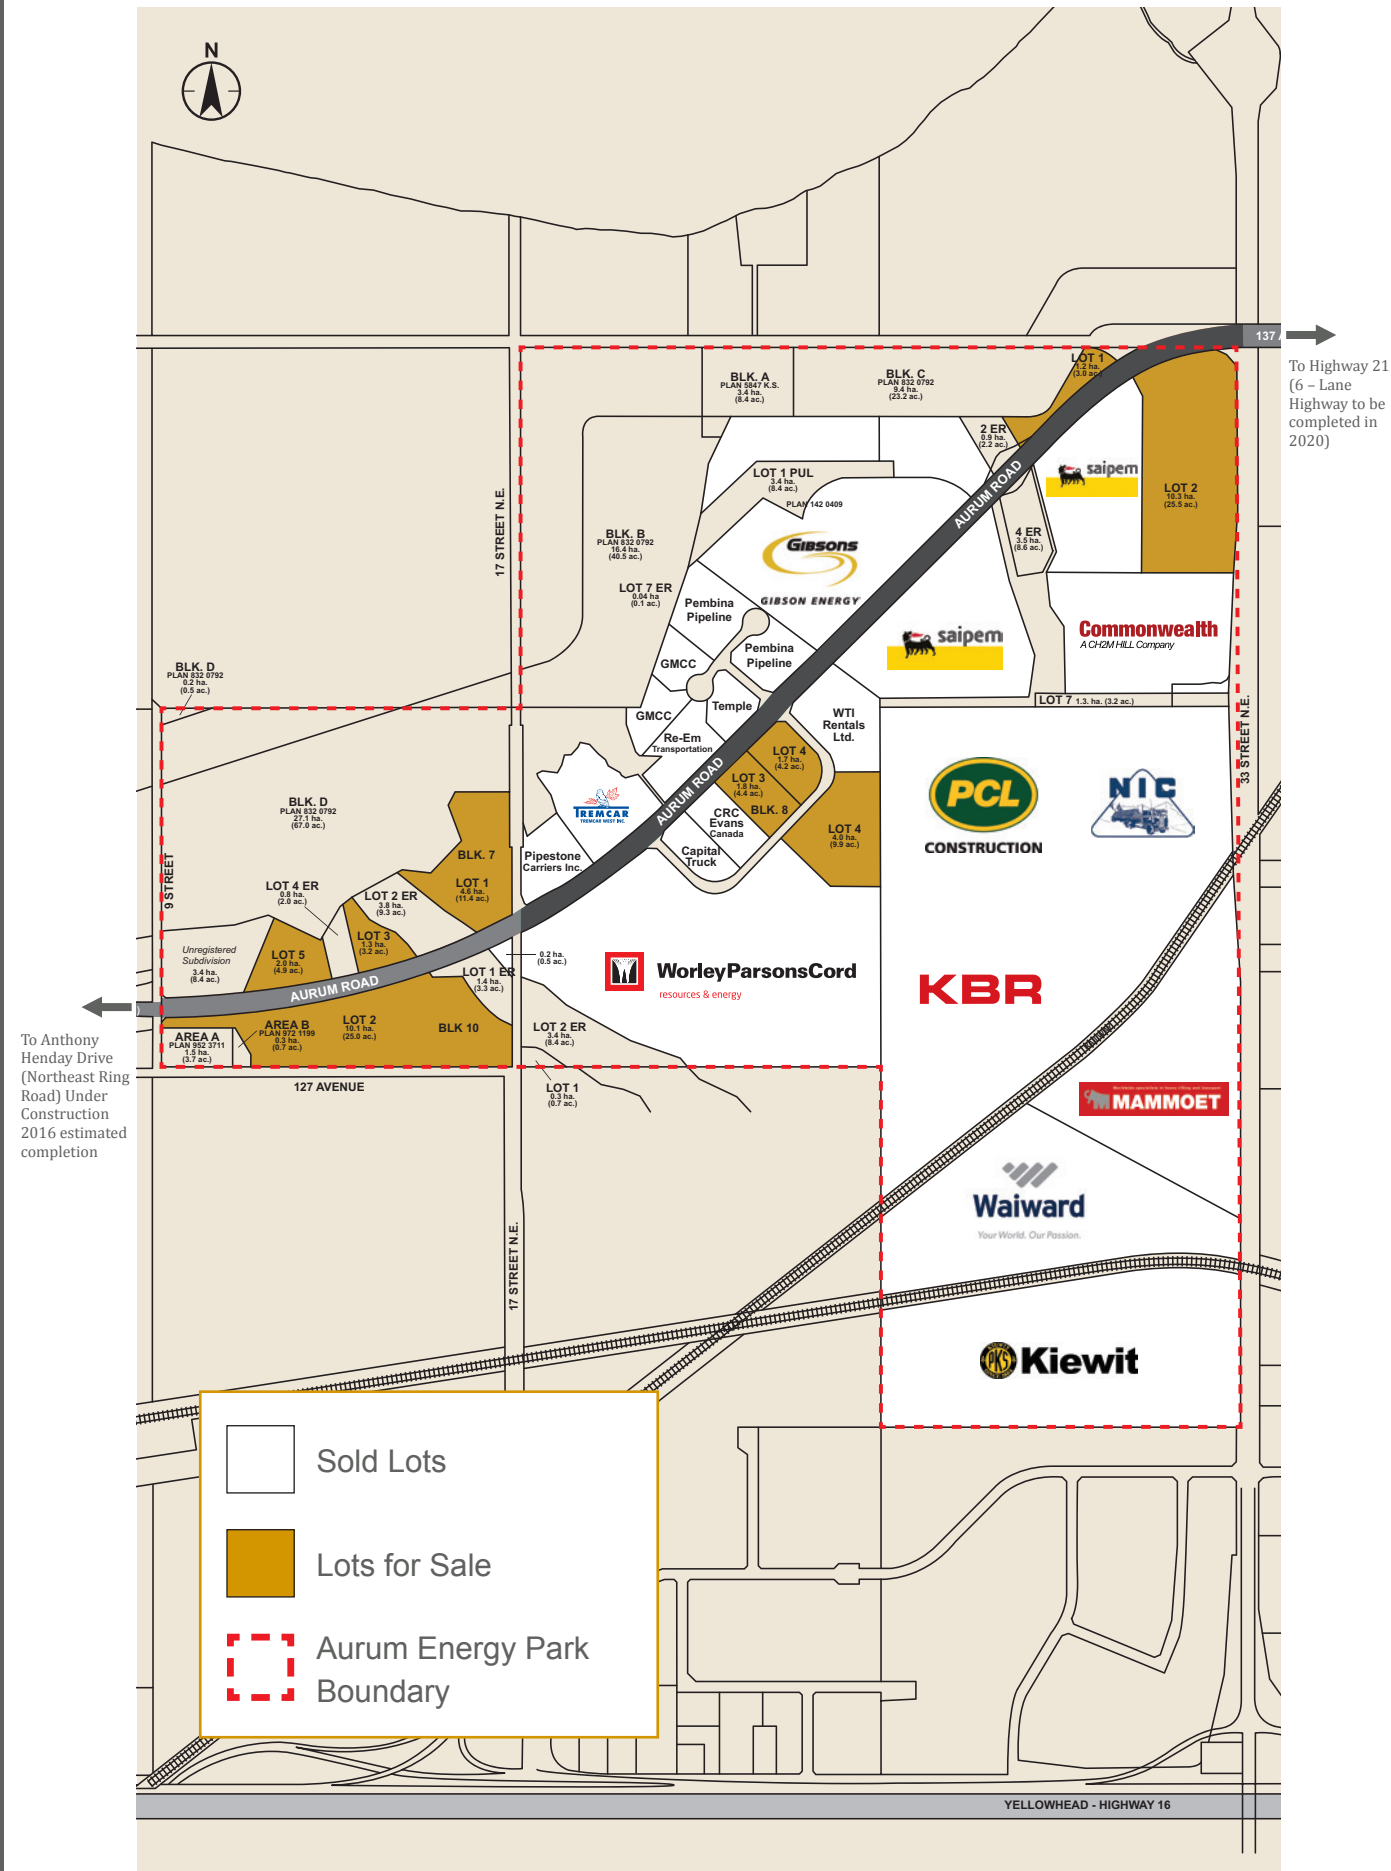 N
137 A
To Highway 21
(6 – Lane
Highway to be
completed in
2020)
LOT 1
1.2 ha.
(3.0 ac.)
BLK. A
PLAN 5847 K.S.
3.4 ha.
(8.4 ac.)
BLK. C
PLAN 832 0792
9.4 ha.
(23.2 ac.)
2 ER
0.9 ha.
(2.2 ac.)
saipem
LOT 2
10.3 ha.
(25.5 ac.)
LOT 1 PUL
3.4 ha.
(8.4 ac.)
PLAN 142 0409
AURUM ROAD
17 STREET N.E.
BLK. B
PLAN 832 0792
16.4 ha.
(40.5 ac.)
4 ER
3.5 ha.
(8.6 ac.)
GIBSONS
GIBSON ENERGY
LOT 7 ER
0.04 ha
(0.1 ac.)
Pembina
Pipeline
Pembina
Pipeline
saipem
Commonwealth
A CH2M HILL Company
GMCC
BLK. D
PLAN 832 0792
0.2 ha.
(0.5 ac.)
LOT 7 1.3. ha. (3.2 ac.)
GMCC
Temple
WTI
Rentals
Ltd.
Re-Em
Transportation
33 STREET N.E.
LOT 4
1.7 ha.
(4.2 ac.)
LOT 3
1.8 ha.
(4.4 ac.)
BLK. 8
AURUM ROAD
TREMCAR
TREMCAR WEST INC.
PCL
CONSTRUCTION
NIC
BLK. D
PLAN 832 0792
27.1 ha.
(67.0 ac.)
CRC
Evans
Canada
LOT 4
4.0 ha.
(9.9 ac.)
Capital
Truck
Pipestone
Carriers Inc.
BLK. 7
LOT 1
4.6 ha.
(11.4 ac.)
9 STREET
LOT 4 ER
0.8 ha.
(2.0 ac.)
LOT 2 ER
3.8 ha.
(9.3 ac.)
LOT 3
1.3 ha.
(3.2 ac.)
Unregistered
Subdivision
3.4 ha.
(8.4 ac.)
LOT 5
2.0 ha.
(4.9 ac.)
0.2 ha.
(0.5 ac.)
LOT 1 ER
1.4 ha.
(3.3 ac.)
WorleyParsonsCord
resources & energy
KBR
AURUM ROAD
To Anthony
Henday Drive
(Northeast Ring
Road) Under
Construction
2016 estimated
completion
AREA A
PLAN 952 3711
1.5 ha.
(3.7 ac.)
AREA B
PLAN 972 1199
0.3 ha.
(0.7 ac.)
LOT 2
10.1 ha.
(25.0 ac.)
BLK 10
LOT 2 ER
3.4 ha.
(8.4 ac.)
127 AVENUE
LOT 1
0.3 ha.
(0.7 ac.)
MAMMOET
Waiward
Your World. Our Passion.
17 STREET N.E.
PKS
Kiewit
Sold Lots
Lots for Sale
Aurum Energy Park
Boundary
YELLOWHEAD - HIGHWAY 16